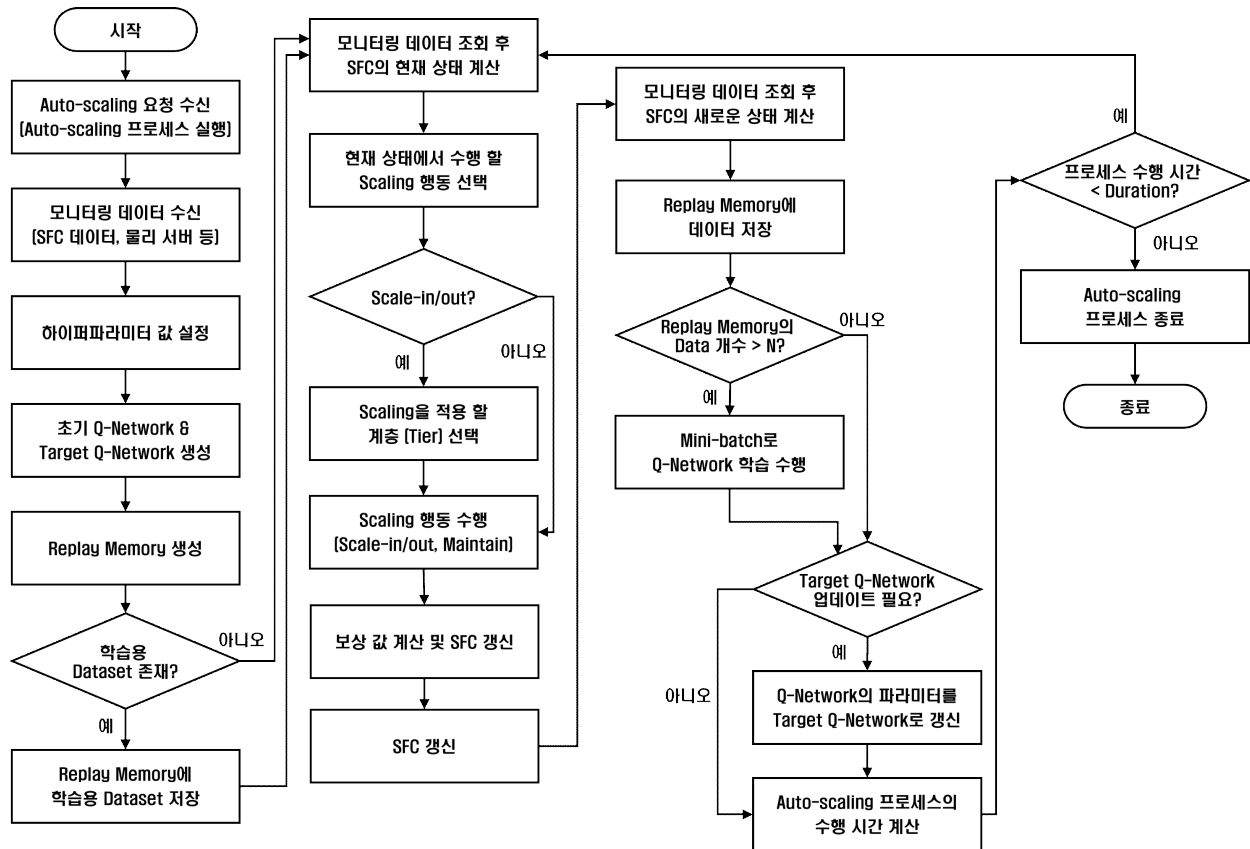 시작
Auto-scaling 요청 수신
(Auto-scaling 프로세스 실행)
모니터링 데이터 수신
(SFC 데이터, 물리 서버 등)
하이퍼파라미터 값 설정
초기 Q-Network &
Target Q-Network 생성
Replay Memory 생성
학습용
Dataset 존재?
아니오
예
Replay Memory에
학습용 Dataset 저장
모니터링 데이터 조회 후
SFC의 현재 상태 계산
현재 상태에서 수행 할
Scaling 행동 선택
Scale-in/out?
아니오
예
Scaling을 적용 할
계층 (Tier) 선택
Scaling 행동 수행
(Scale-in/out, Maintain)
보상 값 계산 및 SFC 갱신
SFC 갱신
모니터링 데이터 조회 후
SFC의 새로운 상태 계산
Replay Memory에
데이터 저장
Replay Memory의
Data 개수 > N?
아니오
예
Mini-batch로
Q-Network 학습 수행
Target Q-Network
업데이트 필요?
예
아니오
Q-Network의 파라미터를
Target Q-Network로 갱신
Auto-scaling 프로세스의
수행 시간 계산
예
프로세스 수행 시간
< Duration?
아니오
Auto-scaling
프로세스 종료
종료